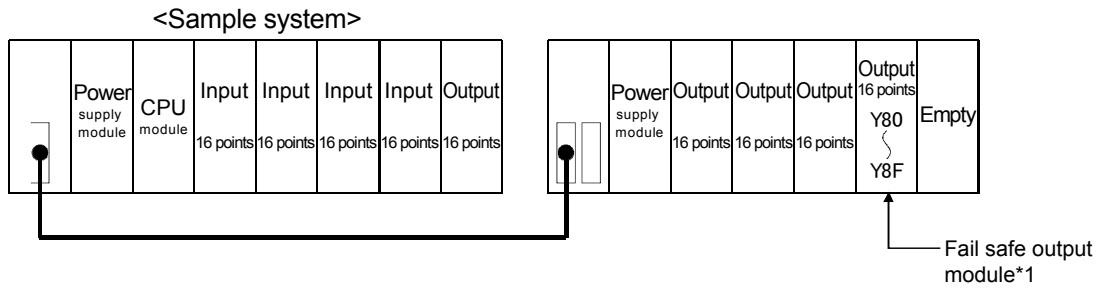 <Sample system>
Power
supply
module
CPU
module
Input
16 points
Input
16 points
Input
16 points
Input
16 points
Output
16 points
Power
supply
module
Output
16 points
Output
16 points
Output
16 points
Output
16 points
Y80
Y8F
Empty
Fail safe output
module*1